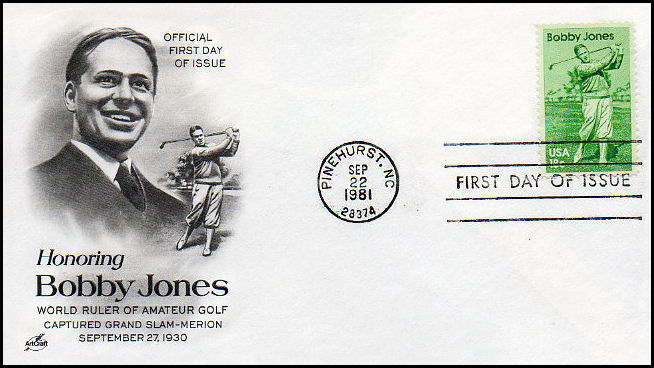 OFFICIAL
FIRST DAY
OF ISSUE
Honoring
Bobby Jones
WORLD RULER OF AMATEUR GOLF
CAPTURED GRAND SLAM-MERION
SEPTEMBER 27, 1930
ArtCraft
PINEHURST, NC
SEP
22
1981
28374
Bobby Jones
USA
18c
FIRST DAY OF ISSUE